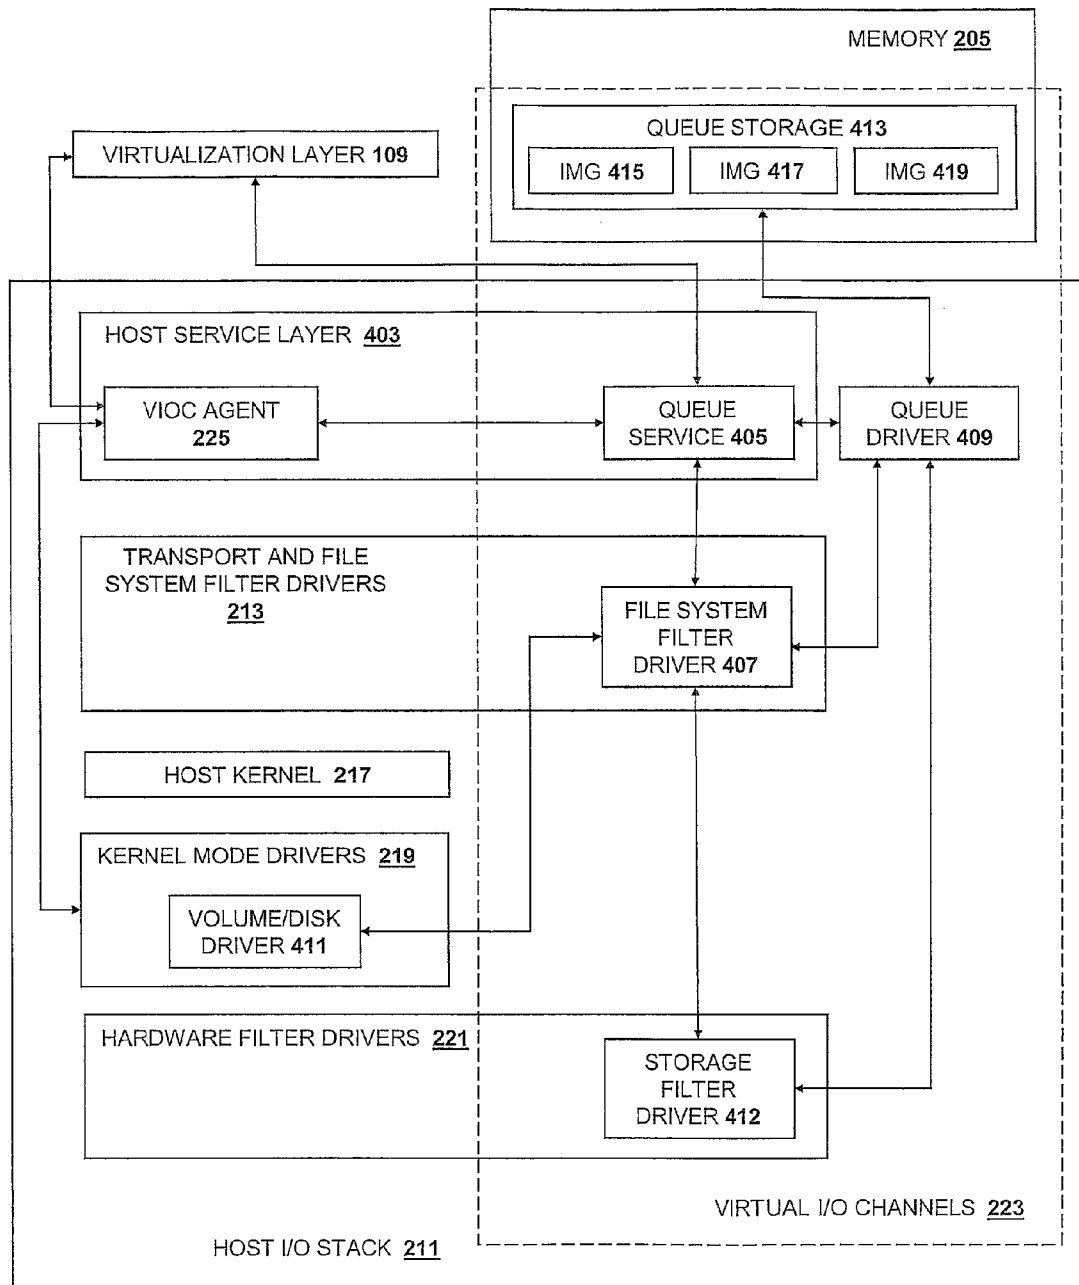 MEMORY 205
QUEUE STORAGE 413
IMG 415
IMG 417
IMG 419
VIRTUALIZATION LAYER 109
HOST SERVICE LAYER 403
VIOC AGENT
225
QUEUE
SERVICE 405
QUEUE
DRIVER 409
TRANSPORT AND FILE
SYSTEM FILTER DRIVERS
213
FILE SYSTEM
FILTER
DRIVER 407
HOST KERNEL 217
KERNEL MODE DRIVERS 219
VOLUME/DISK
DRIVER 411
HARDWARE FILTER DRIVERS 221
STORAGE
FILTER
DRIVER 412
VIRTUAL I/O CHANNELS 223
HOST I/O STACK 211